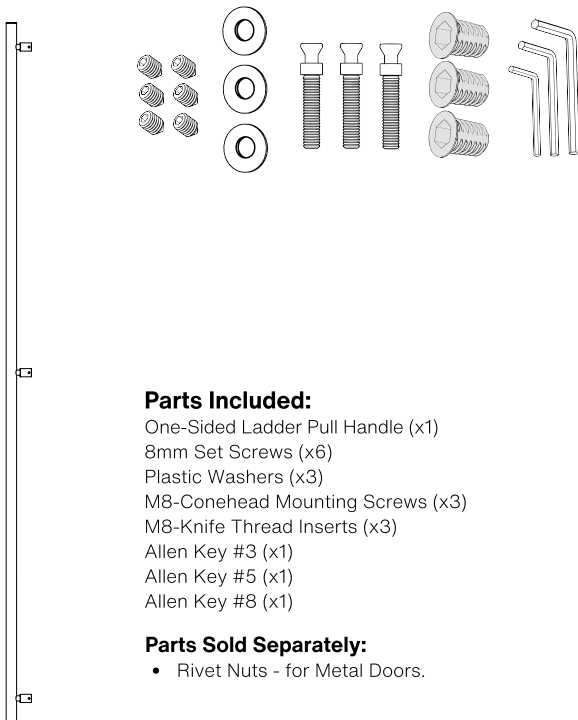 Parts Included:
One-Sided Ladder Pull Handle (x1)
8mm Set Screws (x6)
Plastic Washers (x3)
M8-Conehead Mounting Screws (x3)
M8-Knife Thread Inserts (x3)
Allen Key #3 (x1)
Allen Key #5 (x1)
Allen Key #8 (x1)
Parts Sold Separately:
• Rivet Nuts - for Metal Doors.